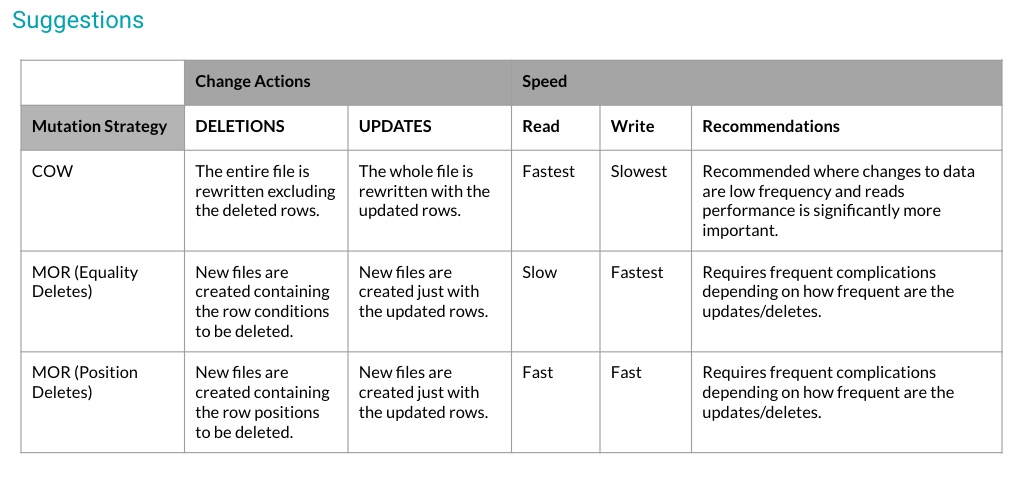 Suggestions
Change Actions
Speed
Mutation Strategy
DELETIONS
UPDATES
Read
Write
Recommendations
COW
The entire file is
rewritten excluding
the deleted rows.
The whole file is
rewritten with the
updated rows.
Fastest
Slowest
Recommended where changes to data
are low frequency and reads
performance is significantly more
important.
MOR (Equality
Deletes)
New files are
created containing
the row conditions
to be deleted.
New files are
created just with
the updated rows.
Slow
Fastest
Requires frequent complications
depending on how frequent are the
updates/deletes.
MOR (Position
Deletes)
New files are
created containing
the row positions
to be deleted.
New files are
created just with
the updated rows.
Fast
Fast
Requires frequent complications
depending on how frequent are the
updates/deletes.